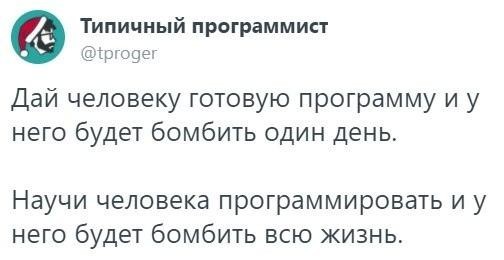 Типичный программист
@tproger
Дай человеку готовую программу и у
него будет бомбить один день.
Научи человека программировать и у
него будет бомбить всю жизнь.